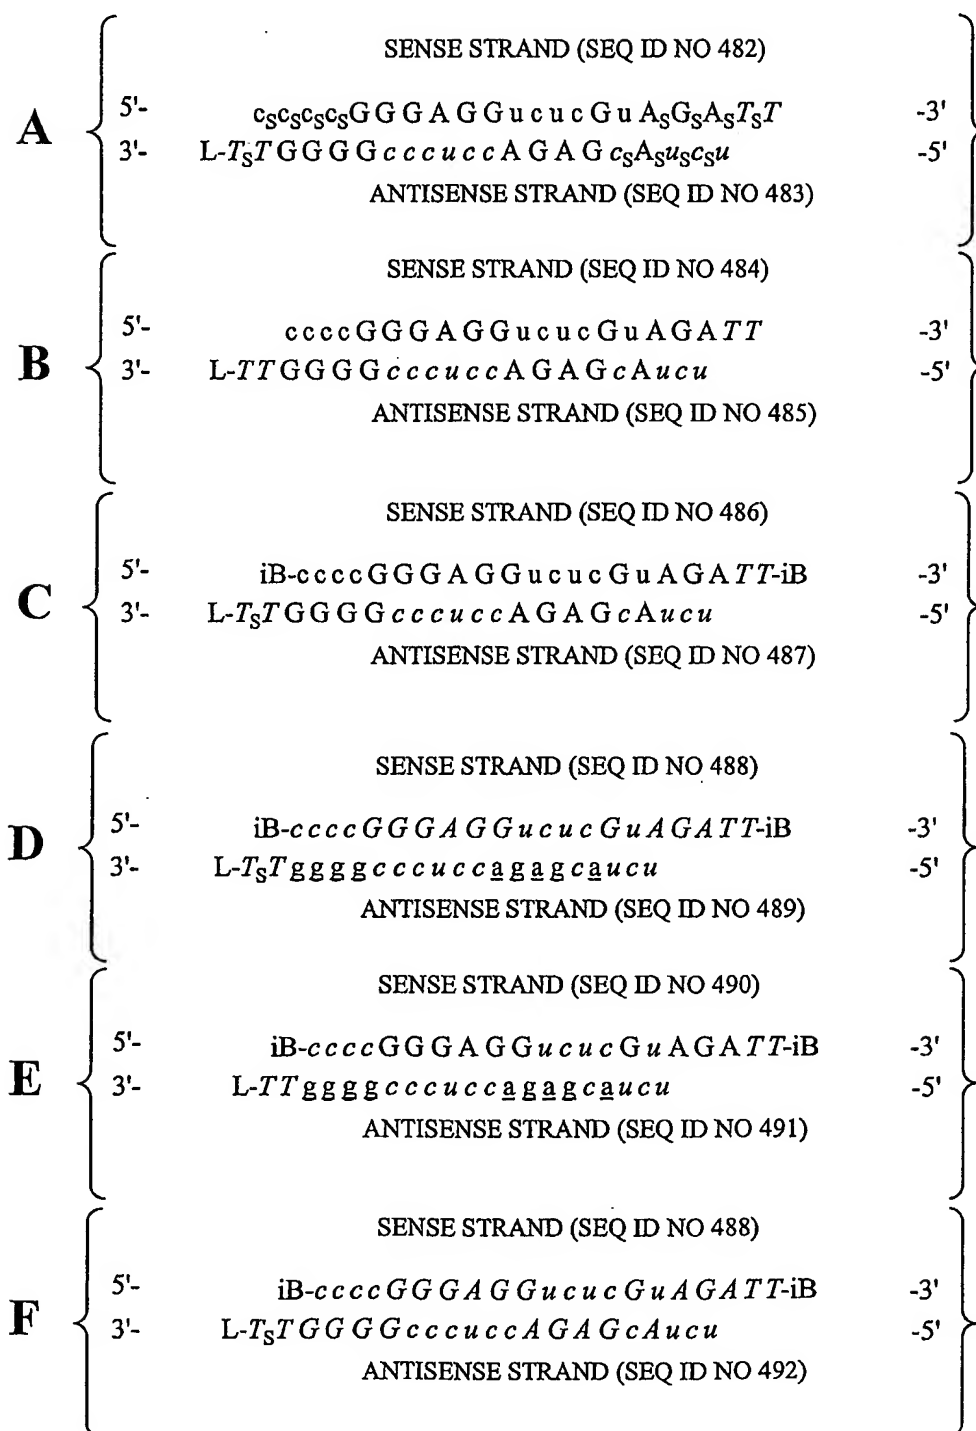 SENSE STRAND (SEQ ID NO 482)
A 5'- cScScScSGGGAGGucucGuASGSASTST -3'
3'- L-TSTGGGGcccuccAGAGcSASuScSu -5'
ANTISENSE STRAND (SEQ ID NO 483)
SENSE STRAND (SEQ ID NO 484)
B 5'- ccccGGGAGGucucGuAGATT -3'
3'- L-TTGGGGcccuccAGAGcAucu -5'
ANTISENSE STRAND (SEQ ID NO 485)
SENSE STRAND (SEQ ID NO 486)
C 5'- iB-ccccGGGAGGucucGuAGATT-iB -3'
3'- L-TSTGGGGcccuccAGAGcAucu -5'
ANTISENSE STRAND (SEQ ID NO 487)
SENSE STRAND (SEQ ID NO 488)
D 5'- iB-ccccGGGAGGucucGuAGATT-iB -3'
3'- L-TSTggggcccuccagagcaucu -5'
ANTISENSE STRAND (SEQ ID NO 489)
SENSE STRAND (SEQ ID NO 490)
E 5'- iB-ccccGGGAGGucucGuAGATT-iB -3'
3'- L-TTggggcccuccagagcaucu -5'
ANTISENSE STRAND (SEQ ID NO 491)
SENSE STRAND (SEQ ID NO 488)
F 5'- iB-ccccGGGAGGucucGuAGATT-iB -3'
3'- L-TSTGGGGcccuccAGAGcAucu -5'
ANTISENSE STRAND (SEQ ID NO 492)